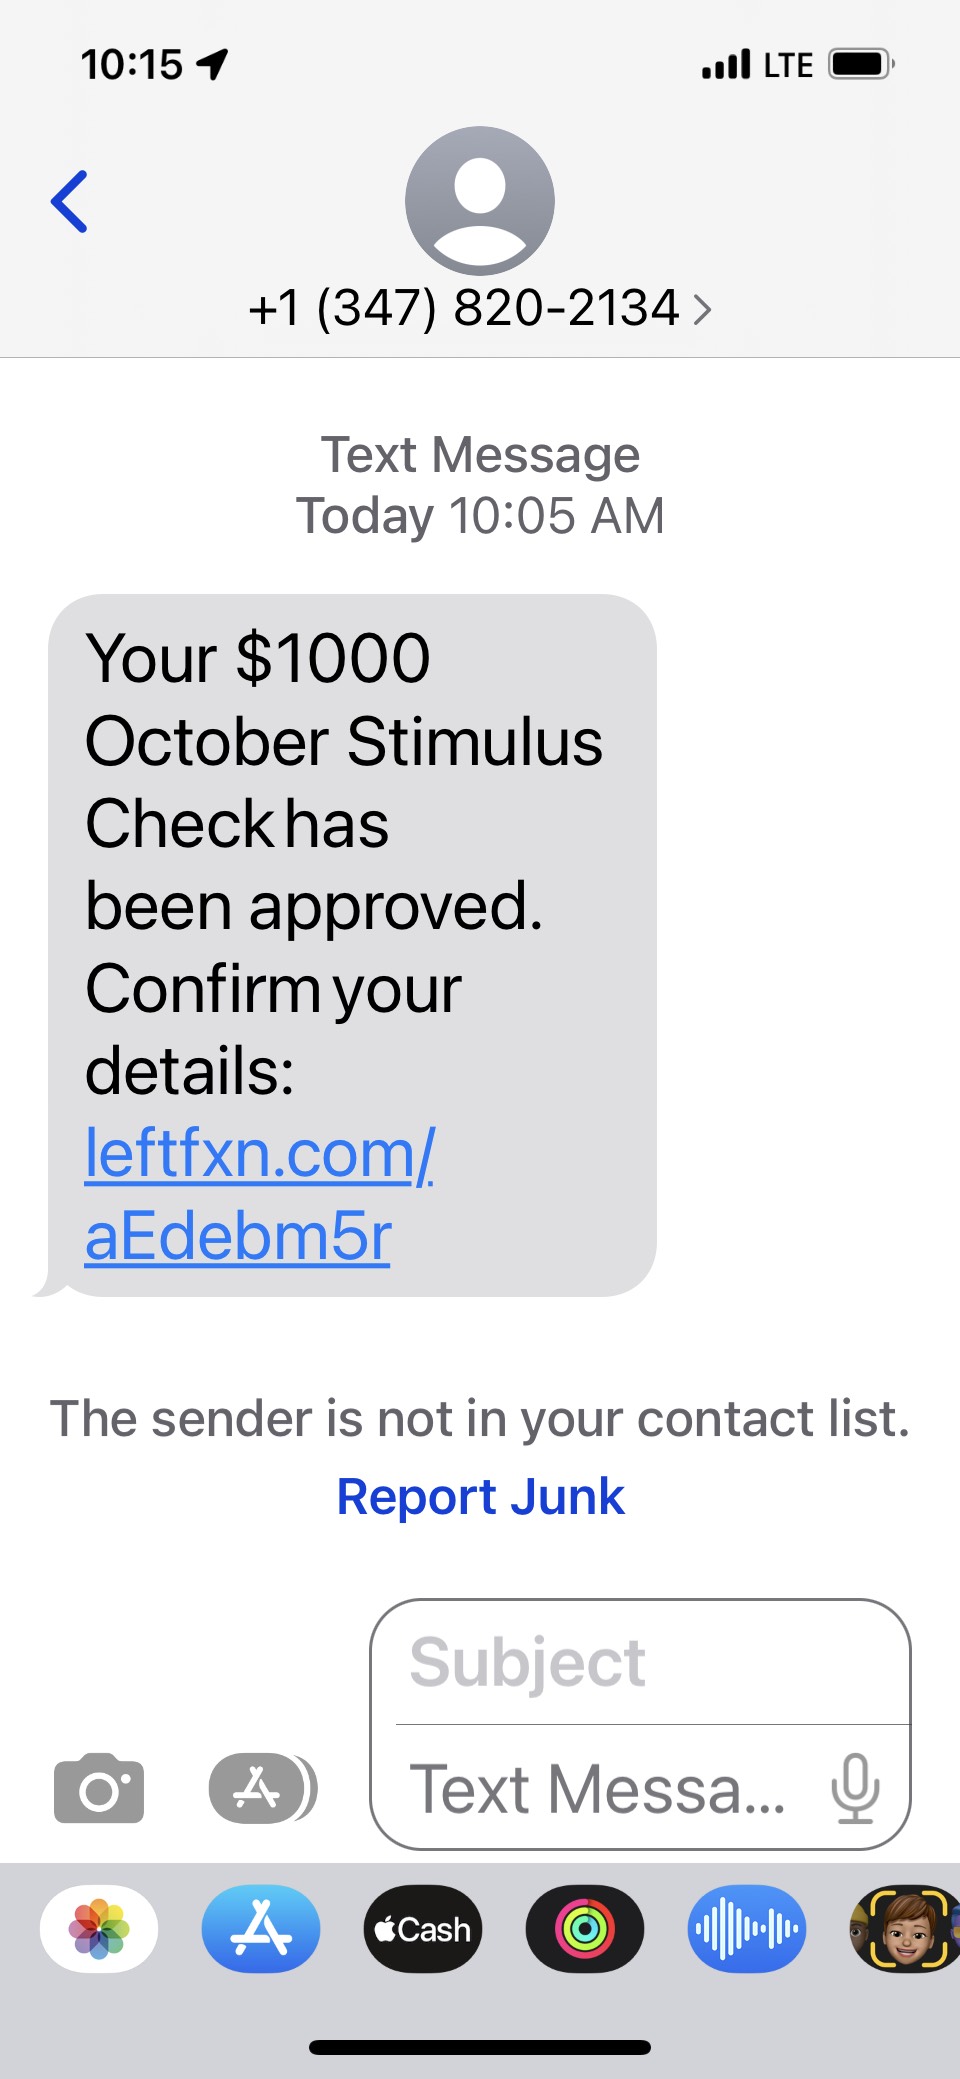 10:15
LTE
+1 (347) 820-2134
Text Message
Today 10:05 AM
Your $1000
October Stimulus
Check has
been approved.
Confirm your
details:
leftfxn.com/
aEdebm5r
The sender is not in your contact list.
Report Junk
Subject
Text Messa...
Cash